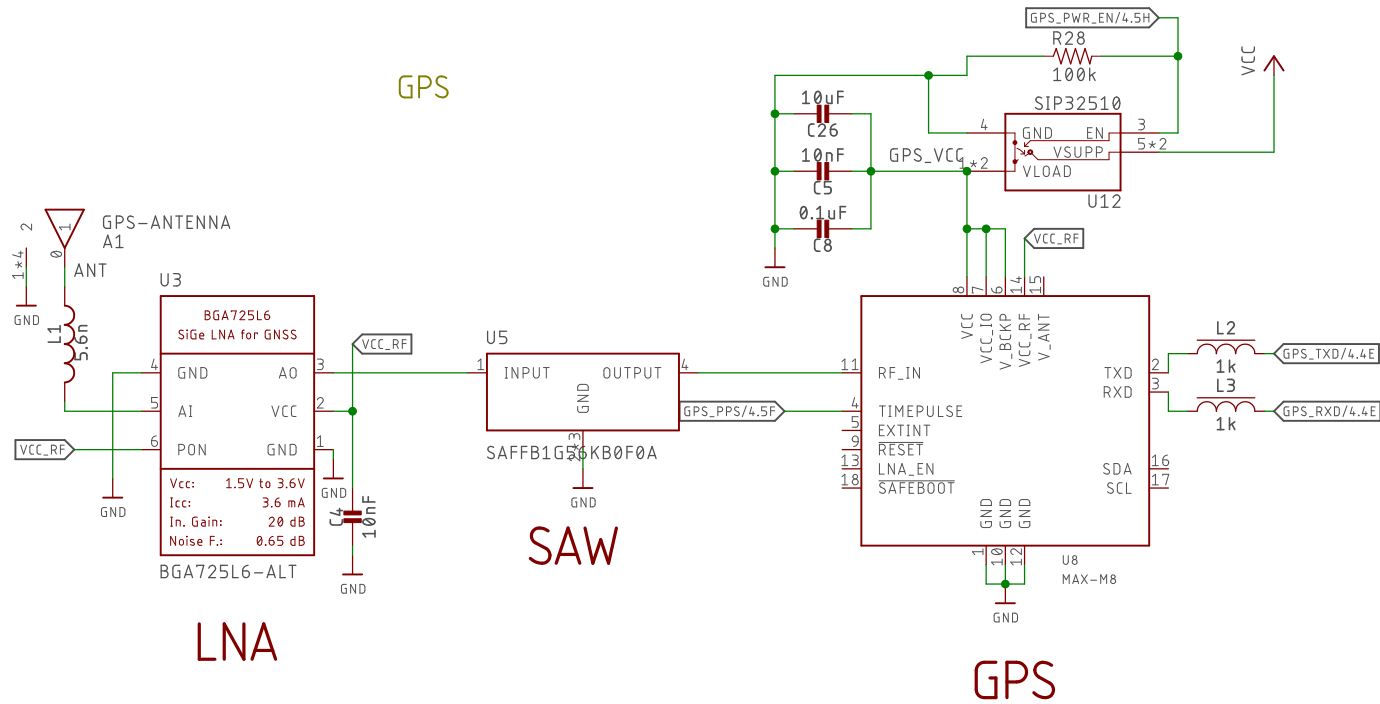 GPS_PWR_EN/4.5H
R28
100k
VCC
GPS
10uF
C26
10nF
C5
0.1uF
C8
GND
GPS_VCC
SIP32510
4
GND
EN
3
VSUPP
5*2
1*2
VLOAD
U12
GPS-ANTENNA
A1
2
1
1*4
0
ANT
GND
L1
5.6n
U3
BGA725L6
SiGe LNA for GNSS
4
GND
AO
3
5
AI
VCC
2
6
PON
GND
1
VCC_RF
VCC_RF
GND
GND
Vcc: 1.5V to 3.6V
Icc: 3.6 mA
In. Gain: 20 dB
Noise F.: 0.65 dB
BGA725L6-ALT
C4
10nF
GND
LNA
U5
1
INPUT
OUTPUT
4
GND
SAFFB1G56KB0F0A
GND
SAW
VCC_RF
8
7
6
14
15
VCC
VCC_IO
V_BCKP
VCC_RF
V_ANT
11
RF_IN
GPS_PPS/4.5F
4
TIMEPULSE
5
EXTINT
9
RESET
13
LNA_EN
18
SAFEBOOT
TXD
2
RXD
3
SDA
16
SCL
17
GND
GND
GND
1
10
12
GND
U8
MAX-M8
L2
1k
GPS_TXD/4.4E
L3
1k
GPS_RXD/4.4E
GPS